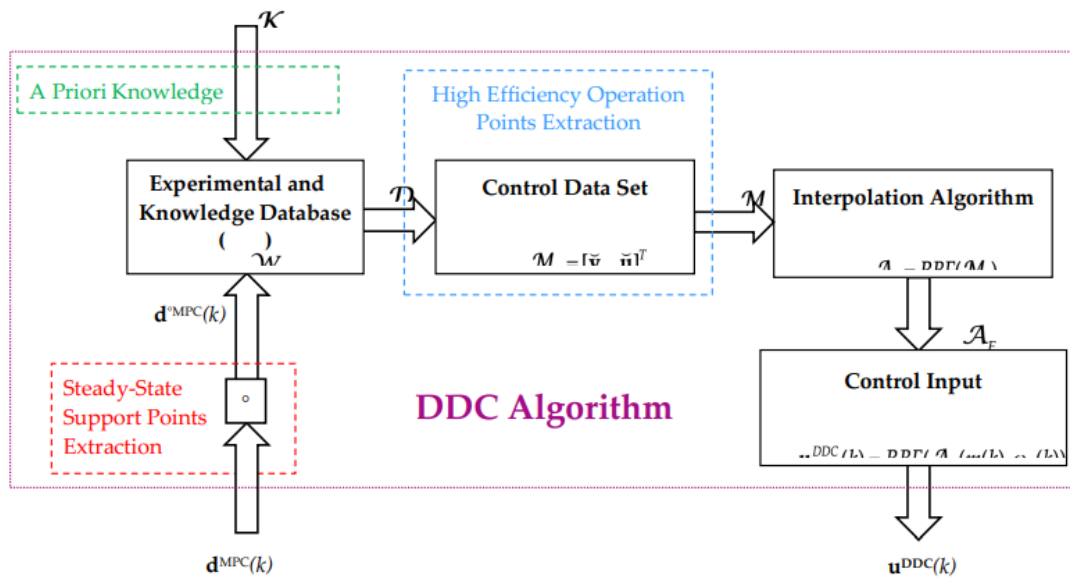 𝒦
A Priori Knowledge
High Efficiency Operation
Points Extraction
Experimental and
Knowledge Database
( )
𝒲
𝒟
Control Data Set
ℳ = [y̆ ŭ]ᵀ
ℳ
Interpolation Algorithm
d°ᴹᴾᶜ(k)
Steady-State
Support Points
Extraction
°
DDC Algorithm
𝒜_F
Control Input
dᴹᴾᶜ(k)
uᴰᴰᶜ(k)